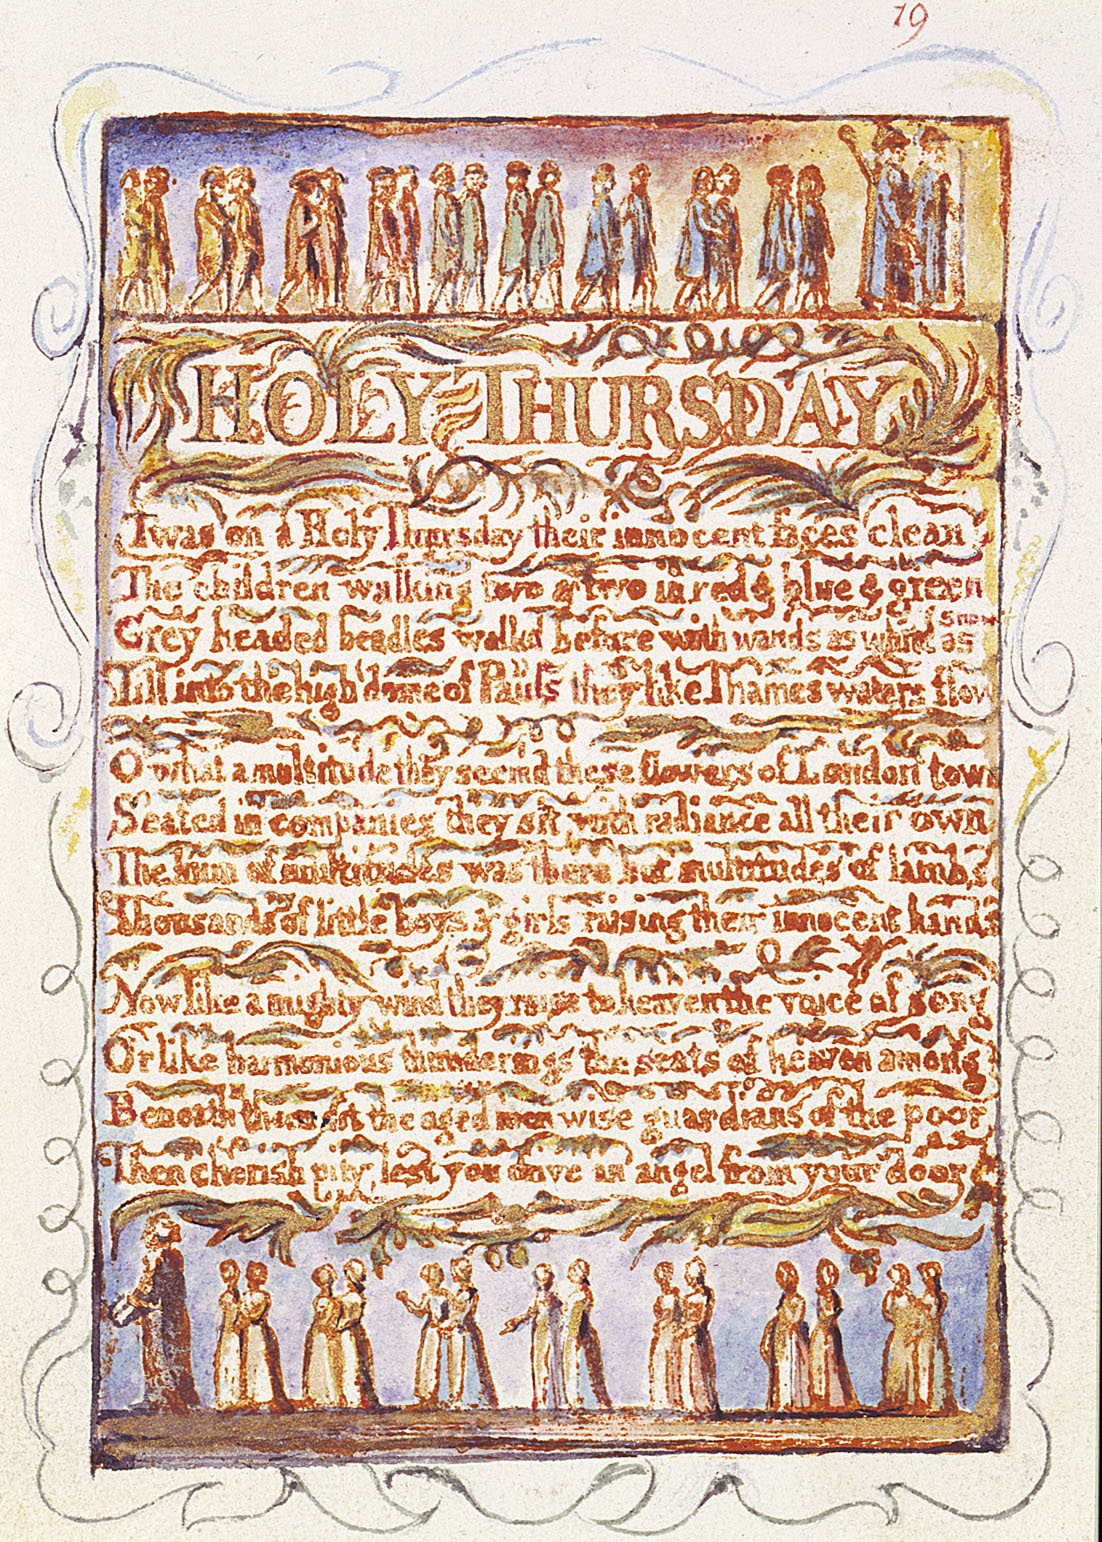 19
HOLY THURSDAY
Twas on a Holy Thursday their innocent faces clean
The children walking two & two in red & blue & green
Grey headed beadles walkd before with wands as white as snow
Till into the high dome of Pauls they like Thames waters flow
O what a multitude they seemd these flowers of London town
Seated in companies they sit with radiance all their own
The hum of multitudes was there but multitudes of lambs
Thousands of little boys & girls raising their innocent hands
Now like a mighty wind they raise to heaven the voice of song
Or like harmonious thunderings the seats of heaven among
Beneath them sit the aged men wise guardians of the poor
Then cherish pity, lest you drive an angel from your door